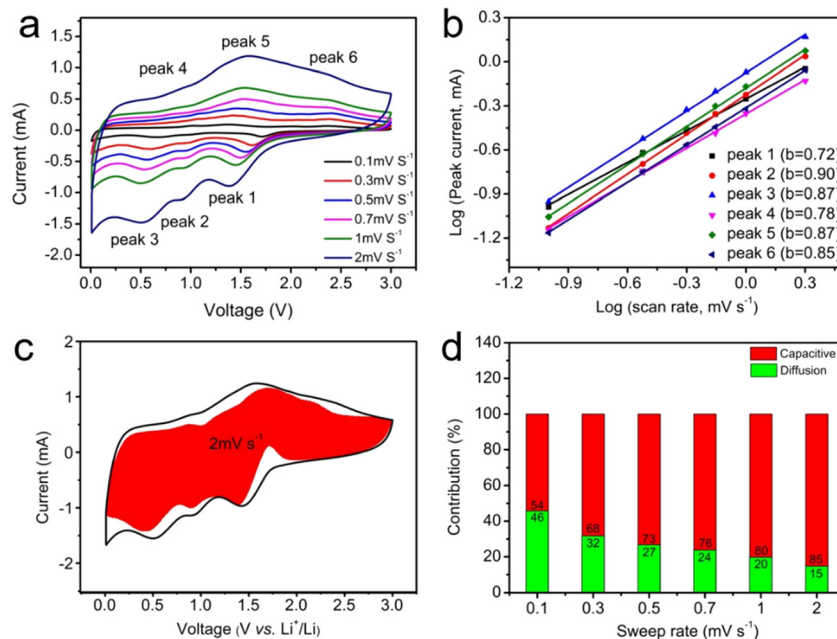 a
peak 5
peak 4
peak 6
peak 1
peak 2
peak 3
0.1mV S⁻¹
0.3mV S⁻¹
0.5mV S⁻¹
0.7mV S⁻¹
1mV S⁻¹
2mV S⁻¹
1.5
1.0
0.5
0.0
-0.5
-1.0
-1.5
-2.0
Current (mA)
0.0 0.5 1.0 1.5 2.0 2.5 3.0
Voltage (V)
b
0.3
0.0
-0.3
-0.6
-0.9
-1.2
Log (Peak current, mA)
peak 1 (b=0.72)
peak 2 (b=0.90)
peak 3 (b=0.87)
peak 4 (b=0.78)
peak 5 (b=0.87)
peak 6 (b=0.85)
-1.2 -0.9 -0.6 -0.3 0.0 0.3
Log (scan rate, mV s⁻¹)
c
2
1
0
-1
-2
Current (mA)
2mV s⁻¹
0.0 0.5 1.0 1.5 2.0 2.5 3.0
Voltage (V vs. Li⁺/Li)
d
Capacitive
Diffusion
140
120
100
80
60
40
20
0
Contribution (%)
54 68 73 76 80 85
46 32 27 24 20 15
0.1 0.3 0.5 0.7 1 2
Sweep rate (mV s⁻¹)